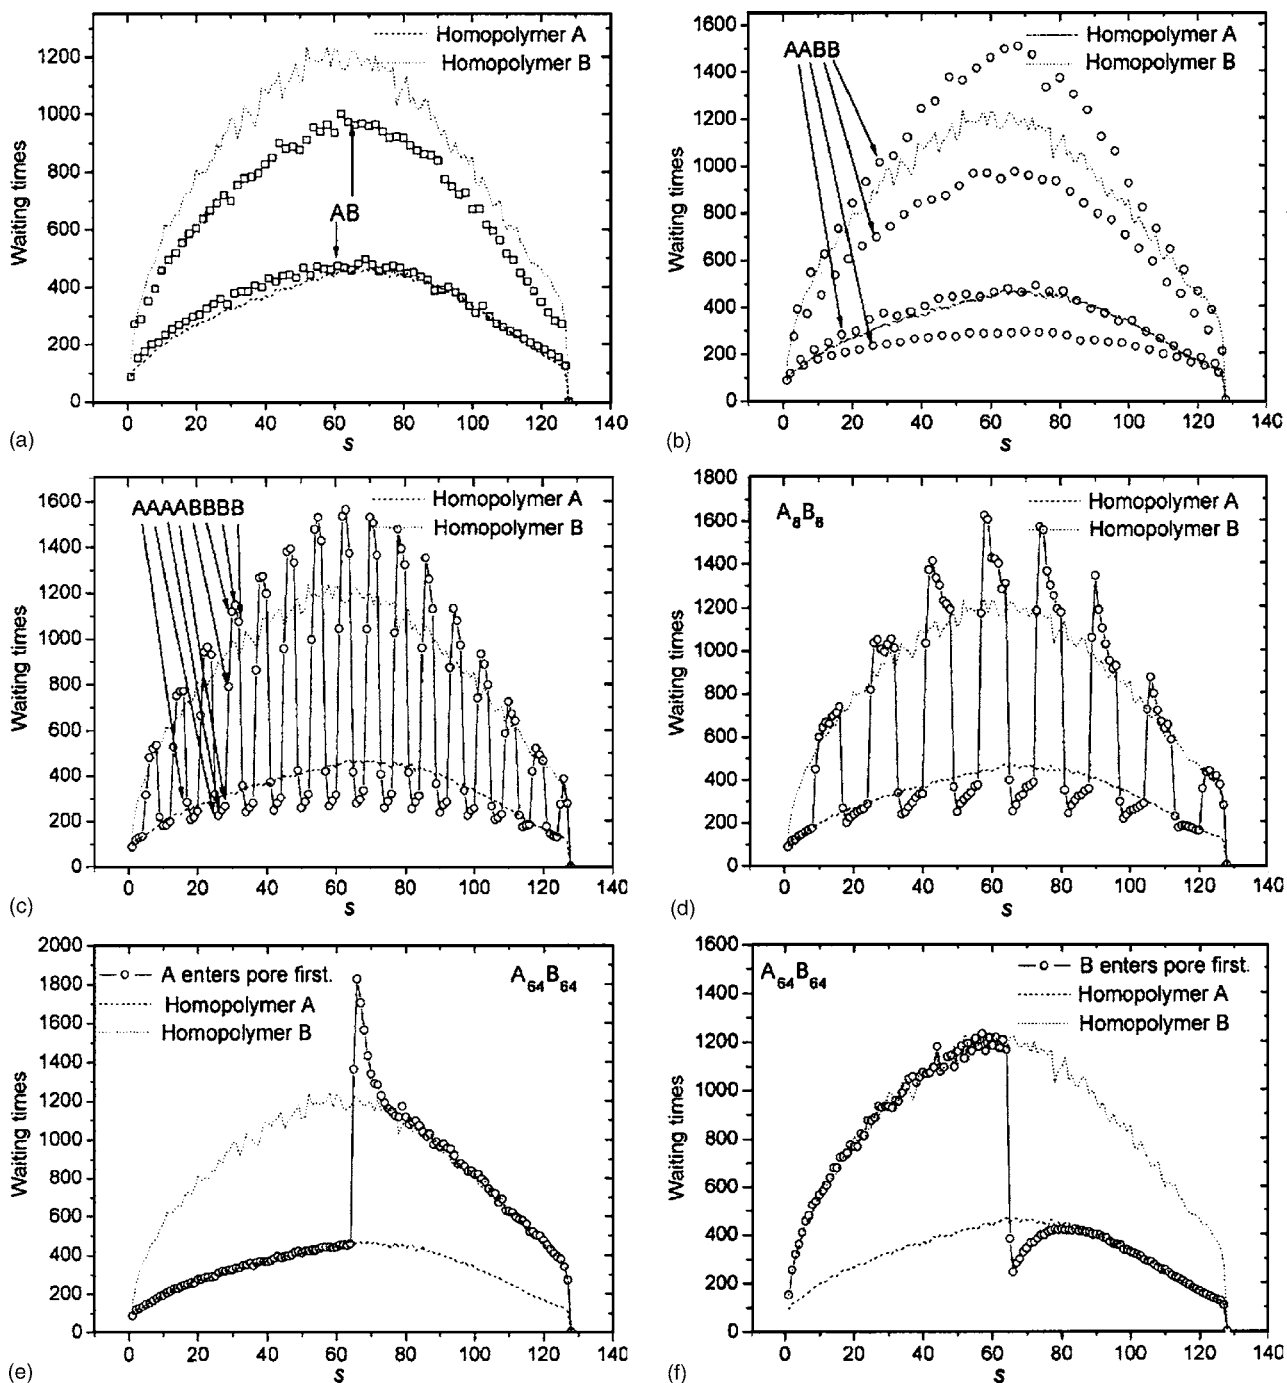 Homopolymer A
Homopolymer B
AB
Waiting times
1200
1000
800
600
400
200
0
0 20 40 60 80 100 120 140
s
(a)
Homopolymer A
Homopolymer B
AABB
Waiting times
1600
1400
1200
1000
800
600
400
200
0
0 20 40 60 80 100 120 140
s
(b)
AAAABBBB
Homopolymer A
Homopolymer B
Waiting times
1600
1400
1200
1000
800
600
400
200
0
0 20 40 60 80 100 120 140
s
(c)
A₈B₈
Homopolymer A
Homopolymer B
Waiting times
1800
1600
1400
1200
1000
800
600
400
200
0
0 20 40 60 80 100 120 140
s
(d)
A enters pore first.
Homopolymer A
Homopolymer B
A₆₄B₆₄
Waiting times
2000
1800
1600
1400
1200
1000
800
600
400
200
0
0 20 40 60 80 100 120 140
s
(e)
A₆₄B₆₄
B enters pore first.
Homopolymer A
Homopolymer B
Waiting times
1600
1400
1200
1000
800
600
400
200
0
0 20 40 60 80 100 120 140
s
(f)